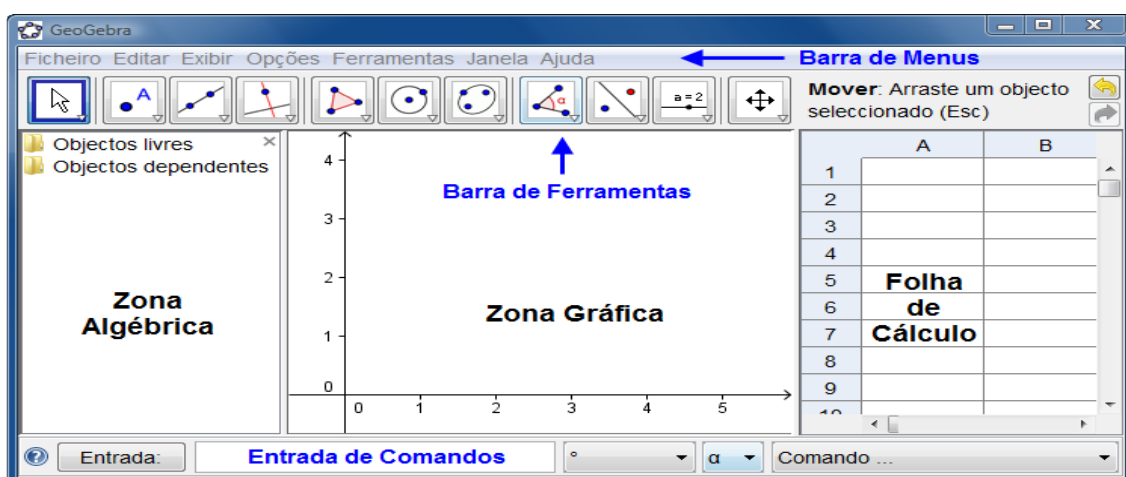 GeoGebra
Ficheiro Editar Exibir Opções Ferramentas Janela Ajuda
Barra de Menus
A
α
a=2
Mover: Arraste um objecto
seleccionado (Esc)
Objectos livres
Objectos dependentes
Zona
Algébrica
4
3
2
1
0
0 1 2 3 4 5
Barra de Ferramentas
Zona Gráfica
A B
1
2
3
4
5
6
7
8
9
10
Folha
de
Cálculo
Entrada:
Entrada de Comandos
°
α
Comando ...